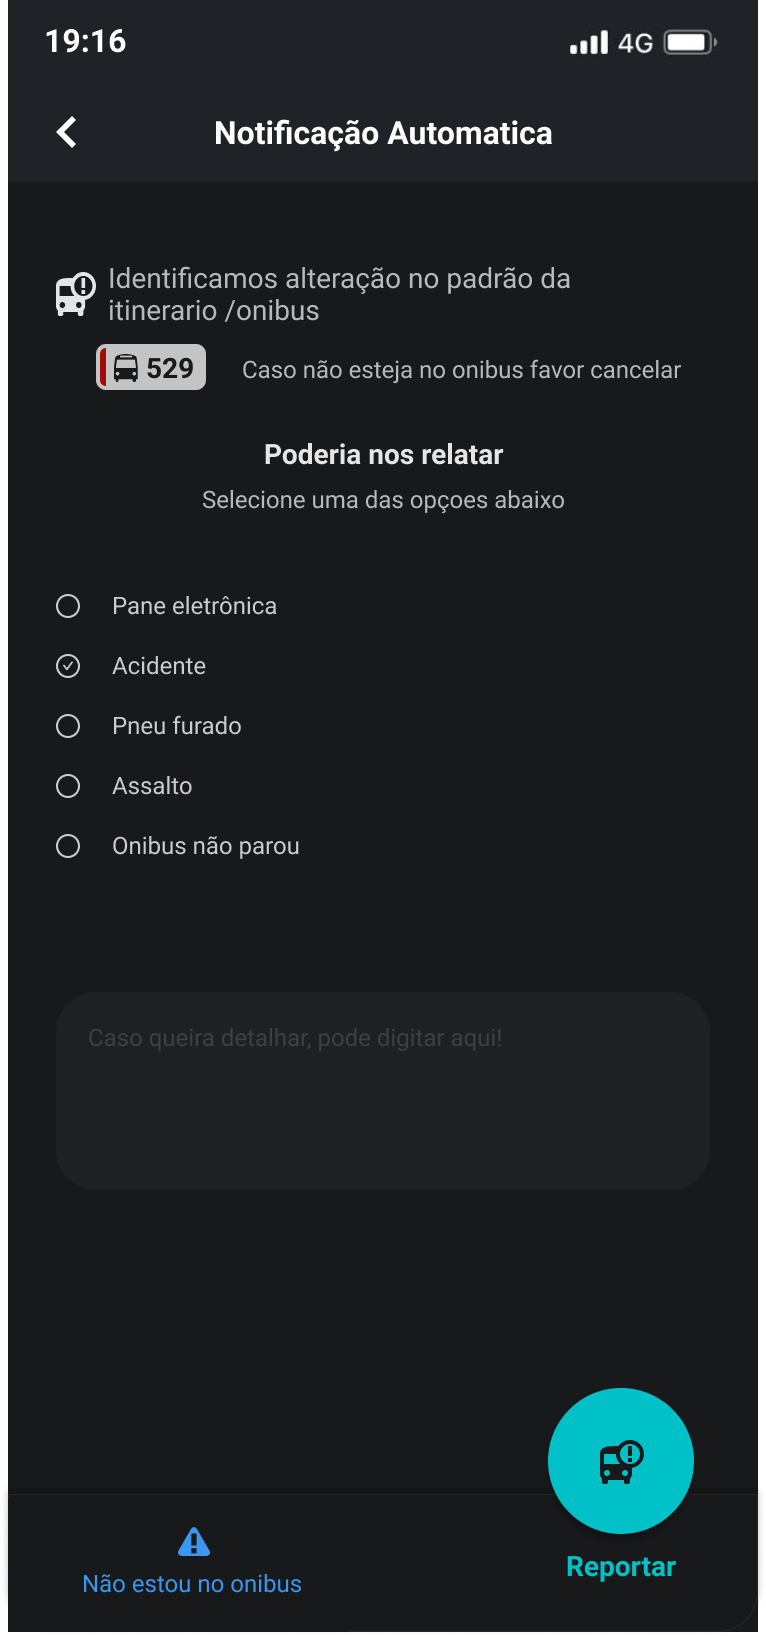 19:16
4G
Notificação Automatica
Identificamos alteração no padrão da
itinerario /onibus
529
Caso não esteja no onibus favor cancelar
Poderia nos relatar
Selecione uma das opçoes abaixo
Pane eletrônica
Acidente
Pneu furado
Assalto
Onibus não parou
Caso queira detalhar, pode digitar aqui!
Não estou no onibus
Reportar